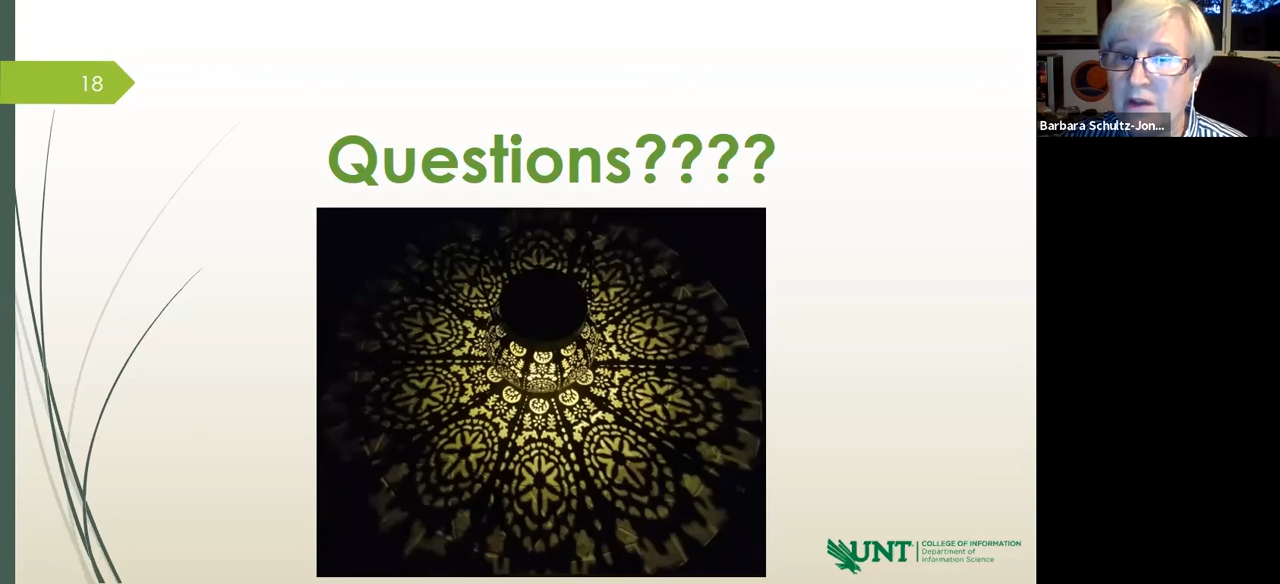 18
Questions????
UNT
COLLEGE OF INFORMATION
Department of
Information Science
Barbara Schultz-Jon...